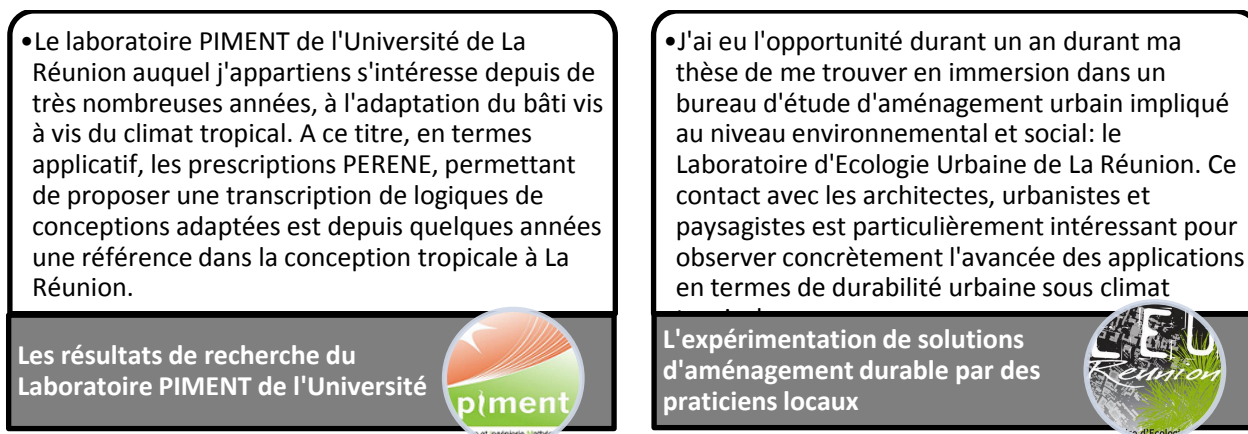 •Le laboratoire PIMENT de l'Université de La
Réunion auquel j'appartiens s'intéresse depuis de
très nombreuses années, à l'adaptation du bâti vis
à vis du climat tropical. A ce titre, en termes
applicatif, les prescriptions PERENE, permettant
de proposer une transcription de logiques de
conceptions adaptées est depuis quelques années
une référence dans la conception tropicale à La
Réunion.
Les résultats de recherche du
Laboratoire PIMENT de l'Université
piment
•J'ai eu l'opportunité durant un an durant ma
thèse de me trouver en immersion dans un
bureau d'étude d'aménagement urbain impliqué
au niveau environnemental et social: le
Laboratoire d'Ecologie Urbaine de La Réunion. Ce
contact avec les architectes, urbanistes et
paysagistes est particulièrement intéressant pour
observer concrètement l'avancée des applications
en termes de durabilité urbaine sous climat
L'expérimentation de solutions
d'aménagement durable par des
praticiens locaux
LEU
Réunion